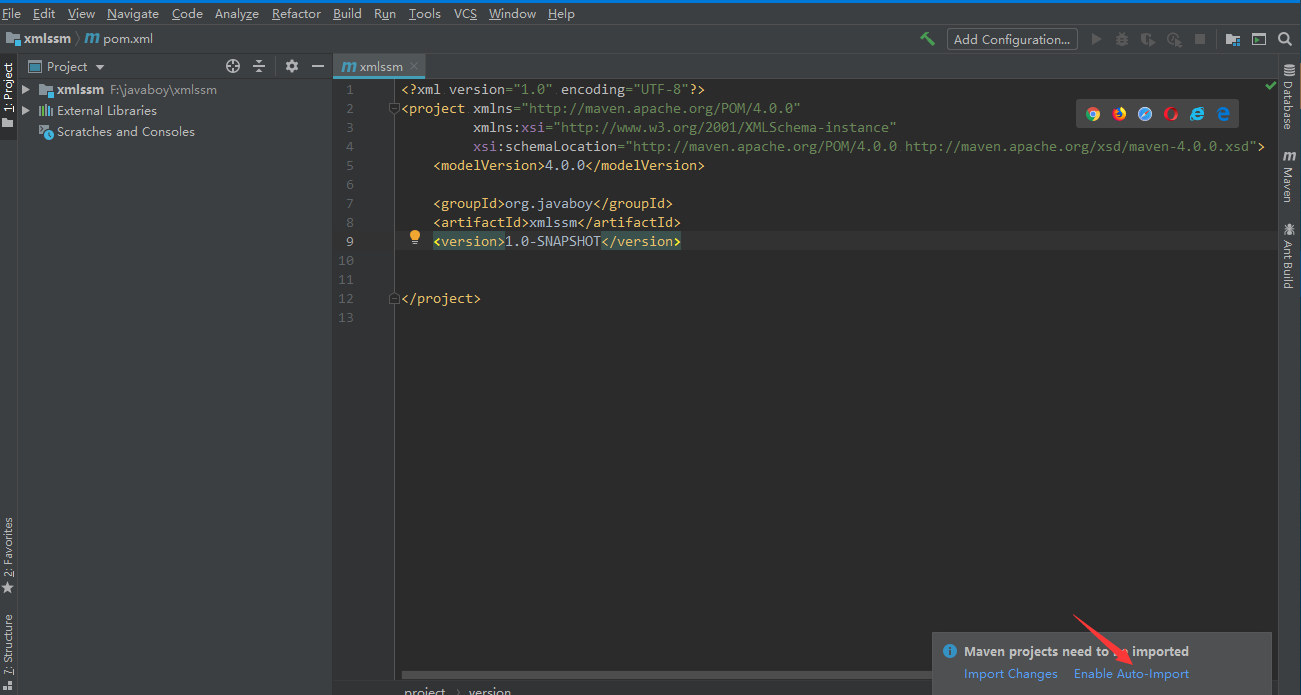 File Edit View Navigate Code Analyze Refactor Build Run Tools VCS Window Help
xmlssm pom.xml
Add Configuration...
1: Project
Project
xmlssm F:\javaboy\xmlssm
External Libraries
Scratches and Consoles
2: Favorites
7: Structure
xmlssm
1 <?xml version="1.0" encoding="UTF-8"?>
2 <project xmlns="http://maven.apache.org/POM/4.0.0"
3 xmlns:xsi="http://www.w3.org/2001/XMLSchema-instance"
4 xsi:schemaLocation="http://maven.apache.org/POM/4.0.0 http://maven.apache.org/xsd/maven-4.0.0.xsd">
5 <modelVersion>4.0.0</modelVersion>
6
7 <groupId>org.javaboy</groupId>
8 <artifactId>xmlssm</artifactId>
9 <version>1.0-SNAPSHOT</version>
10
11
12 </project>
13
Database
Maven
Ant Build
Maven projects need to be imported
Import Changes Enable Auto-Import
project version